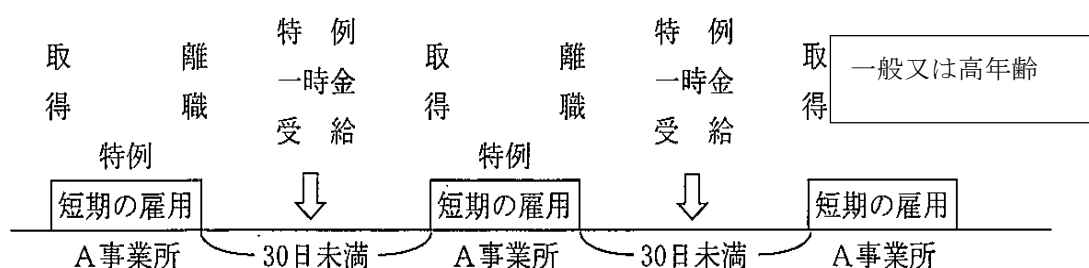 取得
離職
特例
一時金
受給
取得
離職
特例
一時金
受給
取得
一般又は高年齢
特例
特例
短期の雇用
短期の雇用
短期の雇用
A事業所
30日未満
A事業所
30日未満
A事業所